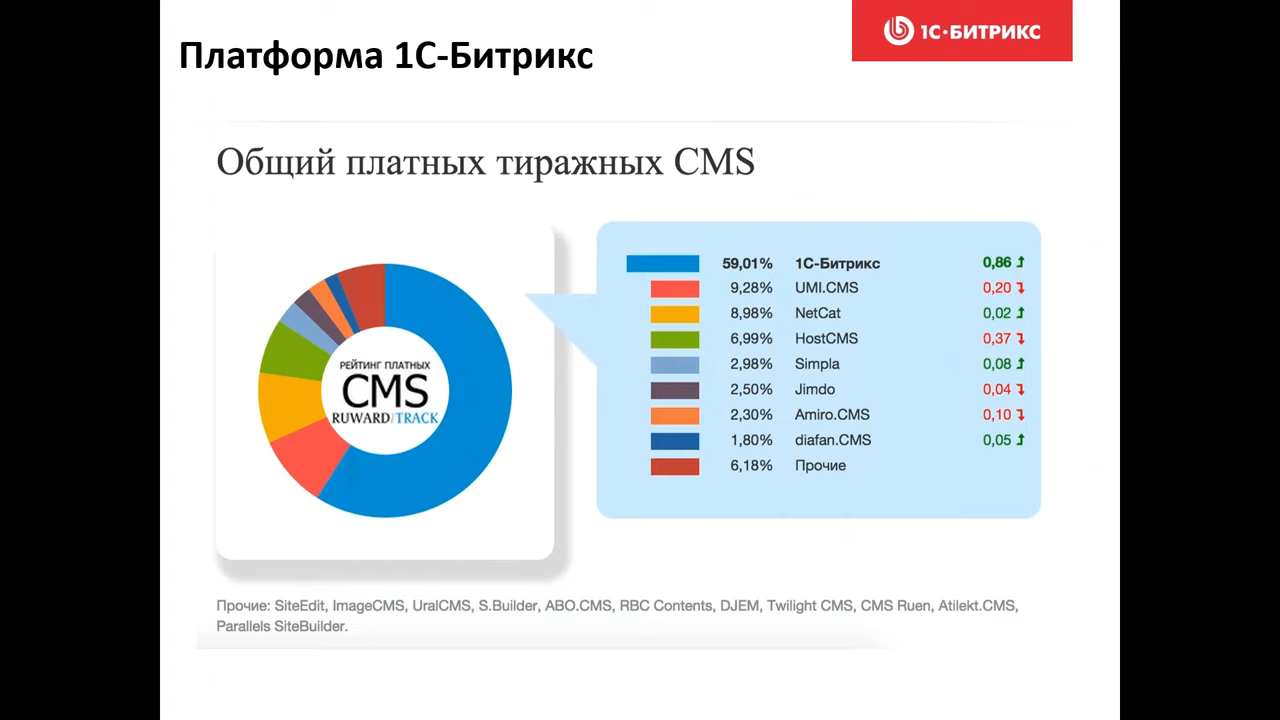 Платформа 1С-Битрикс
1С·БИТРИКС
Общий платных тиражных CMS
РЕЙТИНГ ПЛАТНЫХ
CMS
RUWARD/TRACK
59,01% 1С-Битрикс 0,86
9,28% UMI.CMS 0,20
8,98% NetCat 0,02
6,99% HostCMS 0,37
2,98% Simpla 0,08
2,50% Jimdo 0,04
2,30% Amiro.CMS 0,10
1,80% diafan.CMS 0,05
6,18% Прочие
Прочие: SiteEdit, ImageCMS, UralCMS, S.Builder, ABO.CMS, RBC Contents, DJEM, Twilight CMS, CMS Ruen, Atilekt.CMS,
Parallels SiteBuilder.